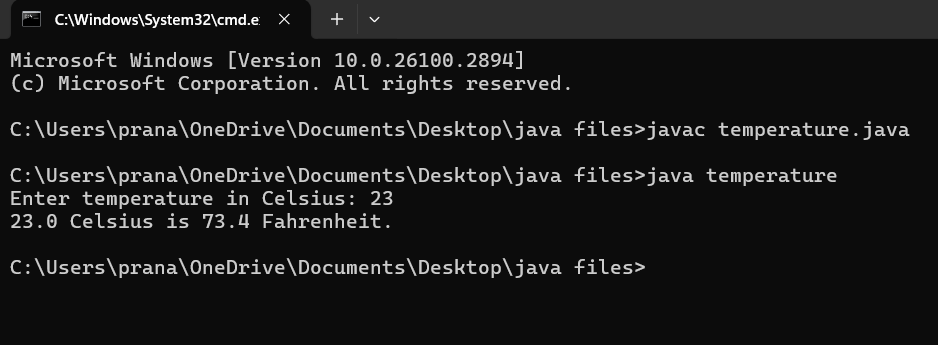 C:\Windows\System32\cmd.e
Microsoft Windows [Version 10.0.26100.2894]
(c) Microsoft Corporation. All rights reserved.
C:\Users\prana\OneDrive\Documents\Desktop\java files>javac temperature.java
C:\Users\prana\OneDrive\Documents\Desktop\java files>java temperature
Enter temperature in Celsius: 23
23.0 Celsius is 73.4 Fahrenheit.
C:\Users\prana\OneDrive\Documents\Desktop\java files>